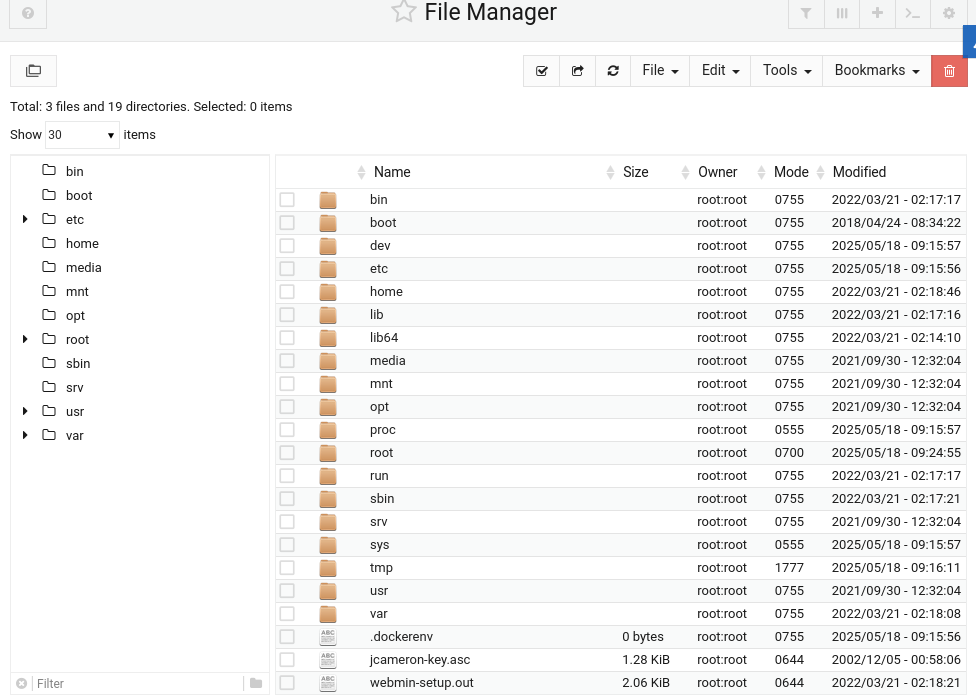 File Manager
File Edit Tools Bookmarks
Total: 3 files and 19 directories. Selected: 0 items
Show 30 items
bin
boot
etc
home
media
mnt
opt
root
sbin
srv
usr
var
Filter
Name Size Owner Mode Modified
bin root:root 0755 2022/03/21 - 02:17:17
boot root:root 0755 2018/04/24 - 08:34:22
dev root:root 0755 2025/05/18 - 09:15:57
etc root:root 0755 2025/05/18 - 09:15:56
home root:root 0755 2022/03/21 - 02:18:46
lib root:root 0755 2022/03/21 - 02:17:16
lib64 root:root 0755 2022/03/21 - 02:14:10
media root:root 0755 2021/09/30 - 12:32:04
mnt root:root 0755 2021/09/30 - 12:32:04
opt root:root 0755 2021/09/30 - 12:32:04
proc root:root 0555 2025/05/18 - 09:15:57
root root:root 0700 2025/05/18 - 09:24:55
run root:root 0755 2022/03/21 - 02:17:17
sbin root:root 0755 2022/03/21 - 02:17:21
srv root:root 0755 2021/09/30 - 12:32:04
sys root:root 0555 2025/05/18 - 09:15:57
tmp root:root 1777 2025/05/18 - 09:16:11
usr root:root 0755 2021/09/30 - 12:32:04
var root:root 0755 2022/03/21 - 02:18:08
ABC .dockerenv 0 bytes root:root 0755 2025/05/18 - 09:15:56
ABC jcameron-key.asc 1.28 KiB root:root 0644 2002/12/05 - 00:58:06
ABC webmin-setup.out 2.06 KiB root:root 0644 2022/03/21 - 02:18:21